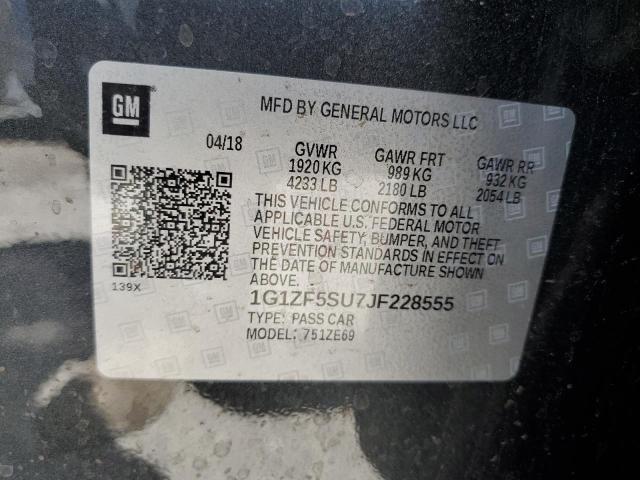 GM
MFD BY GENERAL MOTORS LLC
04/18
GVWR GAWR FRT GAWR RR
1920 KG 989 KG 932 KG
4233 LB 2180 LB 2054 LB
THIS VEHICLE CONFORMS TO ALL
APPLICABLE U.S. FEDERAL MOTOR
VEHICLE SAFETY, BUMPER, AND THEFT
PREVENTION STANDARDS IN EFFECT ON
THE DATE OF MANUFACTURE SHOWN
ABOVE.
139X
1G1ZF5SU7JF228555
TYPE: PASS CAR
MODEL: 751ZE69